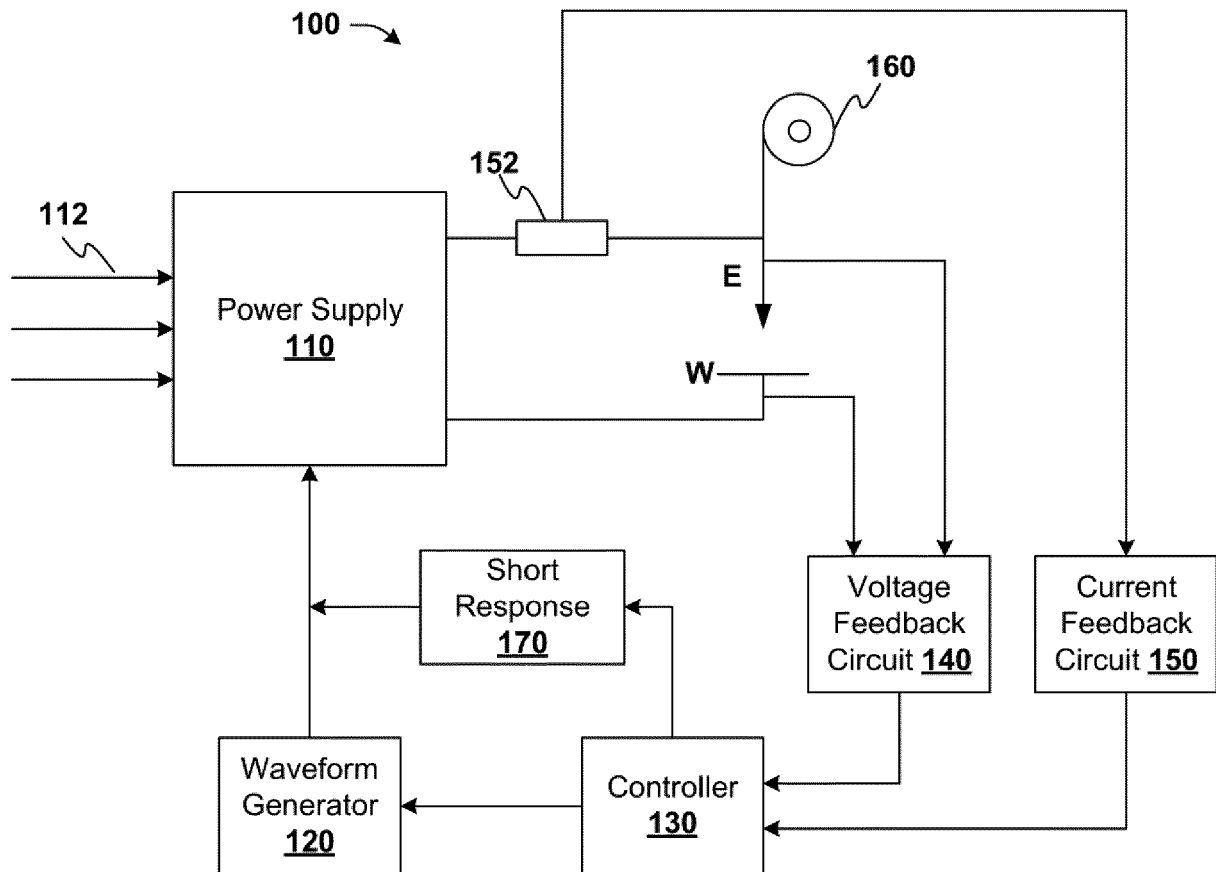 100
160
152
112
Power Supply
110
E
W
Short
Response
170
Voltage
Feedback
Circuit 140
Current
Feedback
Circuit 150
Waveform
Generator
120
Controller
130